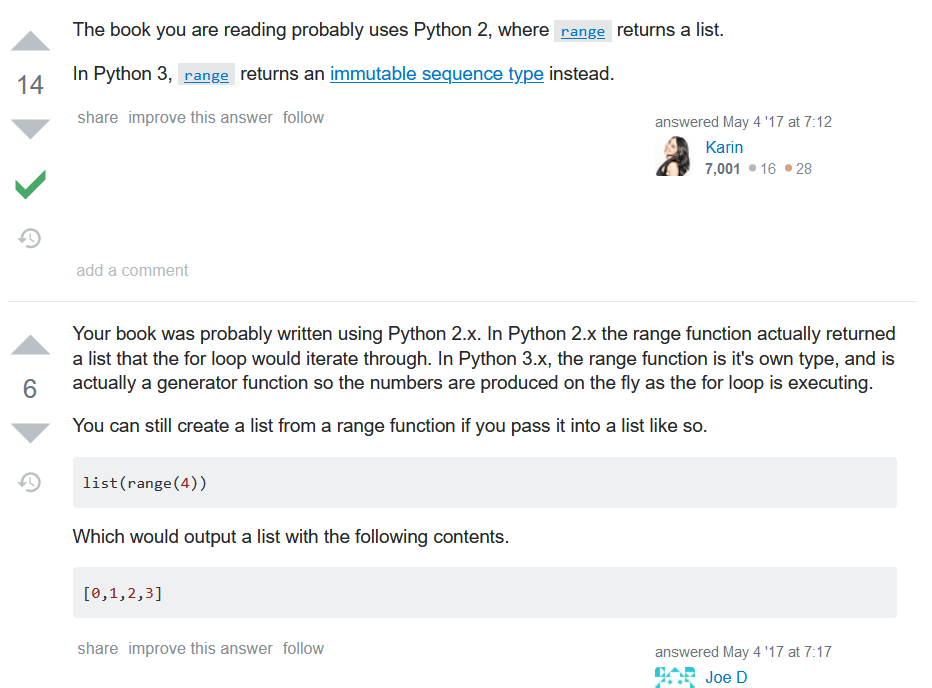 The book you are reading probably uses Python 2, where range returns a list.
14
In Python 3, range returns an immutable sequence type instead.
share improve this answer follow
answered May 4 '17 at 7:12
Karin
7,001 16 28
add a comment
6
Your book was probably written using Python 2.x. In Python 2.x the range function actually returned
a list that the for loop would iterate through. In Python 3.x, the range function is it's own type, and is
actually a generator function so the numbers are produced on the fly as the for loop is executing.
You can still create a list from a range function if you pass it into a list like so.
list(range(4))
Which would output a list with the following contents.
[0,1,2,3]
share improve this answer follow
answered May 4 '17 at 7:17
Joe D